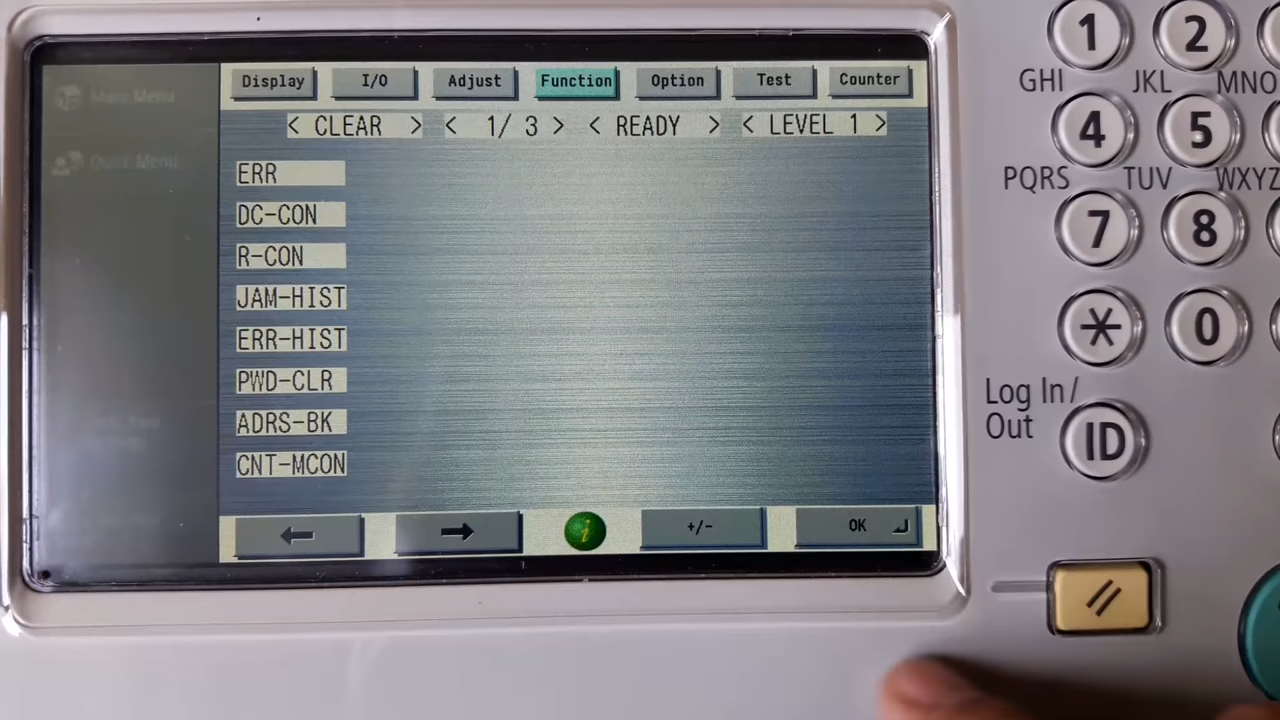 Main Menu
Display I/O Adjust Function Option Test Counter
< CLEAR > < 1/ 3 > < READY > < LEVEL 1 >
ERR
DC-CON
R-CON
JAM-HIST
ERR-HIST
PWD-CLR
ADRS-BK
CNT-MCON
← → i +/- OK
1 2
GHI JKL MNO
4 5
PQRS TUV WXYZ
7 8
* 0
Log In/
Out
ID